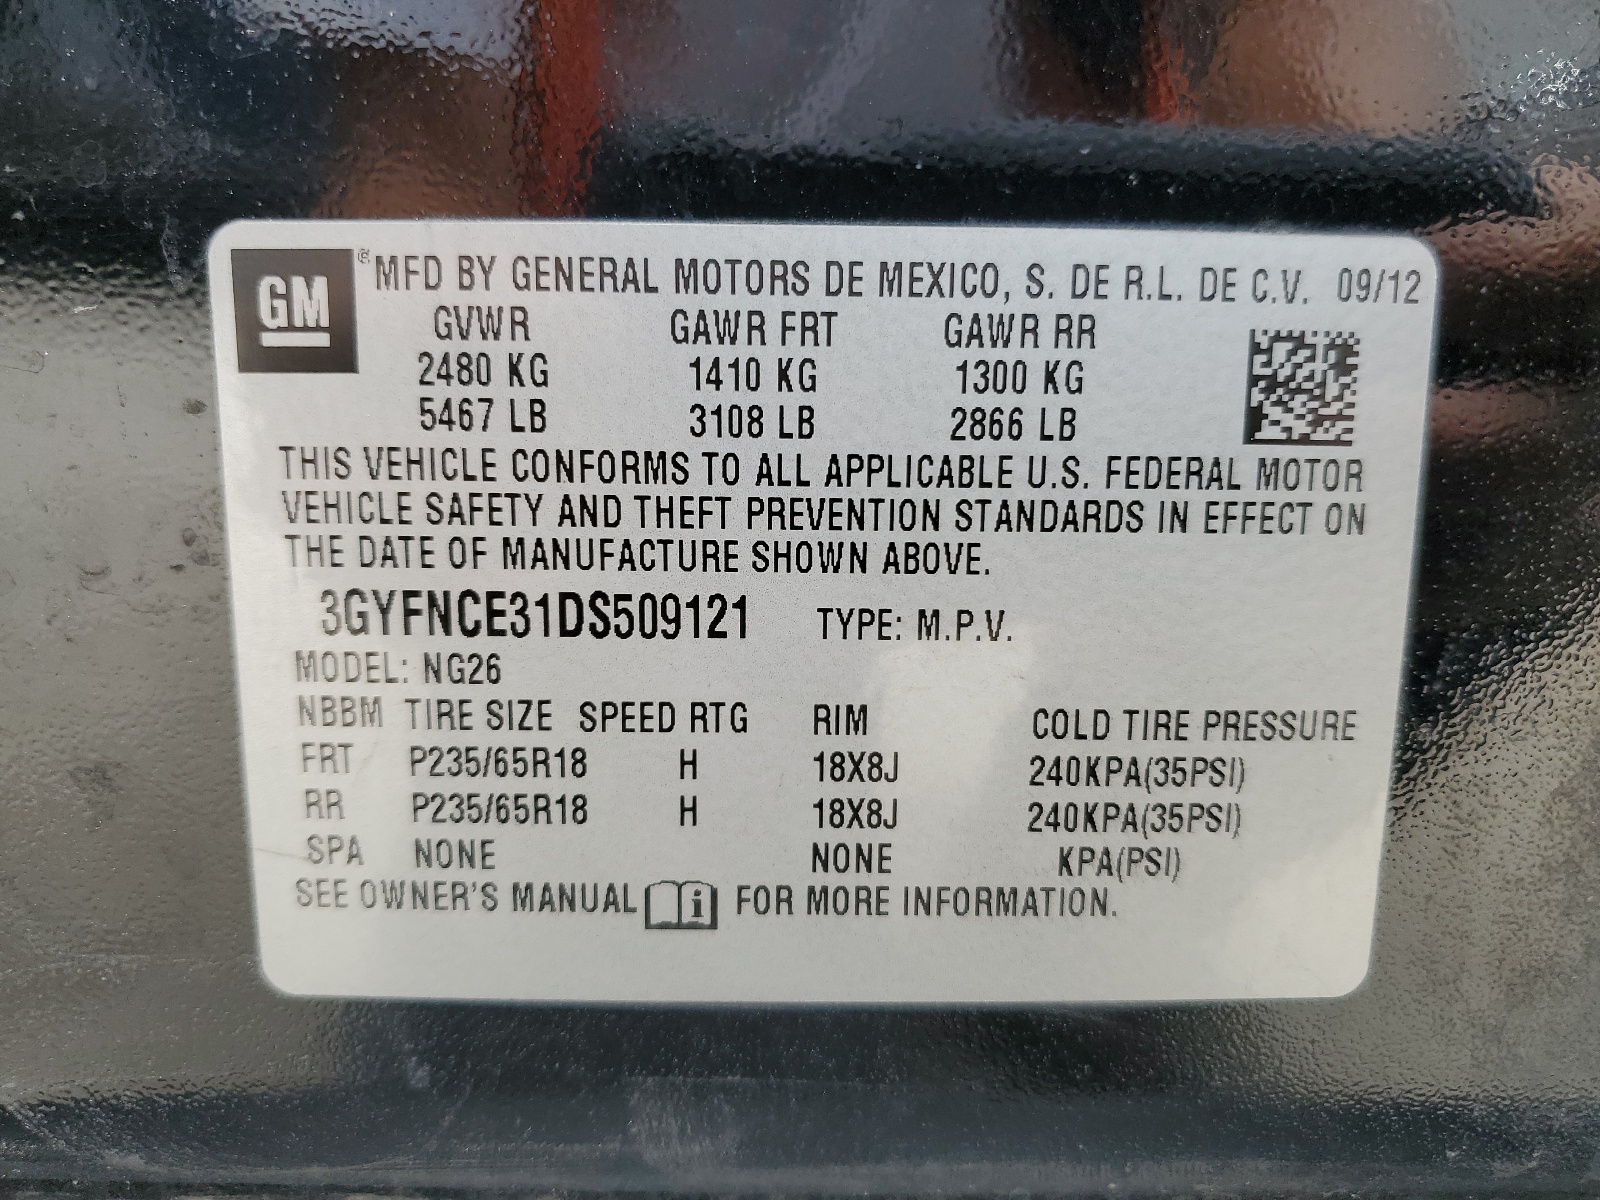 GM ® MFD BY GENERAL MOTORS DE MEXICO, S. DE R.L. DE C.V. 09/12
GVWR GAWR FRT GAWR RR
2480 KG 1410 KG 1300 KG
5467 LB 3108 LB 2866 LB
THIS VEHICLE CONFORMS TO ALL APPLICABLE U.S. FEDERAL MOTOR
VEHICLE SAFETY AND THEFT PREVENTION STANDARDS IN EFFECT ON
THE DATE OF MANUFACTURE SHOWN ABOVE.
3GYFNCE31DS509121 TYPE: M.P.V.
MODEL: NG26
NBBM TIRE SIZE SPEED RTG RIM COLD TIRE PRESSURE
FRT P235/65R18 H 18X8J 240KPA(35PSI)
RR P235/65R18 H 18X8J 240KPA(35PSI)
SPA NONE NONE KPA(PSI)
SEE OWNER'S MANUAL i FOR MORE INFORMATION.